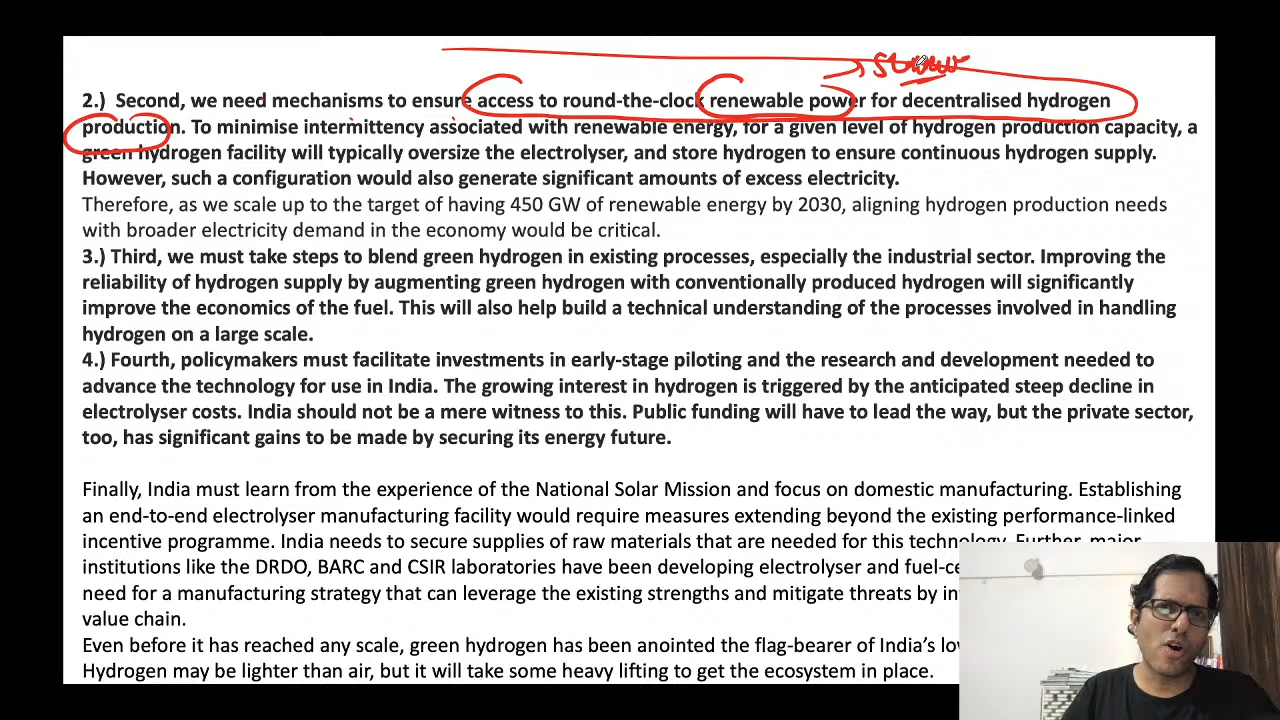 2.) Second, we need mechanisms to ensure access to round-the-clock renewable power for decentralised hydrogen
production. To minimise intermittency associated with renewable energy, for a given level of hydrogen production capacity, a
green hydrogen facility will typically oversize the electrolyser, and store hydrogen to ensure continuous hydrogen supply.
However, such a configuration would also generate significant amounts of excess electricity.
Therefore, as we scale up to the target of having 450 GW of renewable energy by 2030, aligning hydrogen production needs
with broader electricity demand in the economy would be critical.
3.) Third, we must take steps to blend green hydrogen in existing processes, especially the industrial sector. Improving the
reliability of hydrogen supply by augmenting green hydrogen with conventionally produced hydrogen will significantly
improve the economics of the fuel. This will also help build a technical understanding of the processes involved in handling
hydrogen on a large scale.
4.) Fourth, policymakers must facilitate investments in early-stage piloting and the research and development needed to
advance the technology for use in India. The growing interest in hydrogen is triggered by the anticipated steep decline in
electrolyser costs. India should not be a mere witness to this. Public funding will have to lead the way, but the private sector,
too, has significant gains to be made by securing its energy future.
Finally, India must learn from the experience of the National Solar Mission and focus on domestic manufacturing. Establishing
an end-to-end electrolyser manufacturing facility would require measures extending beyond the existing performance-linked
incentive programme. India needs to secure supplies of raw materials that are needed for this technology. Further, major
institutions like the DRDO, BARC and CSIR laboratories have been developing electrolyser and
need for a manufacturing strategy that can leverage the existing strengths and mitigate threats by
value chain.
Even before it has reached any scale, green hydrogen has been anointed the flag-bearer of India's
Hydrogen may be lighter than air, but it will take some heavy lifting to get the ecosystem in place.